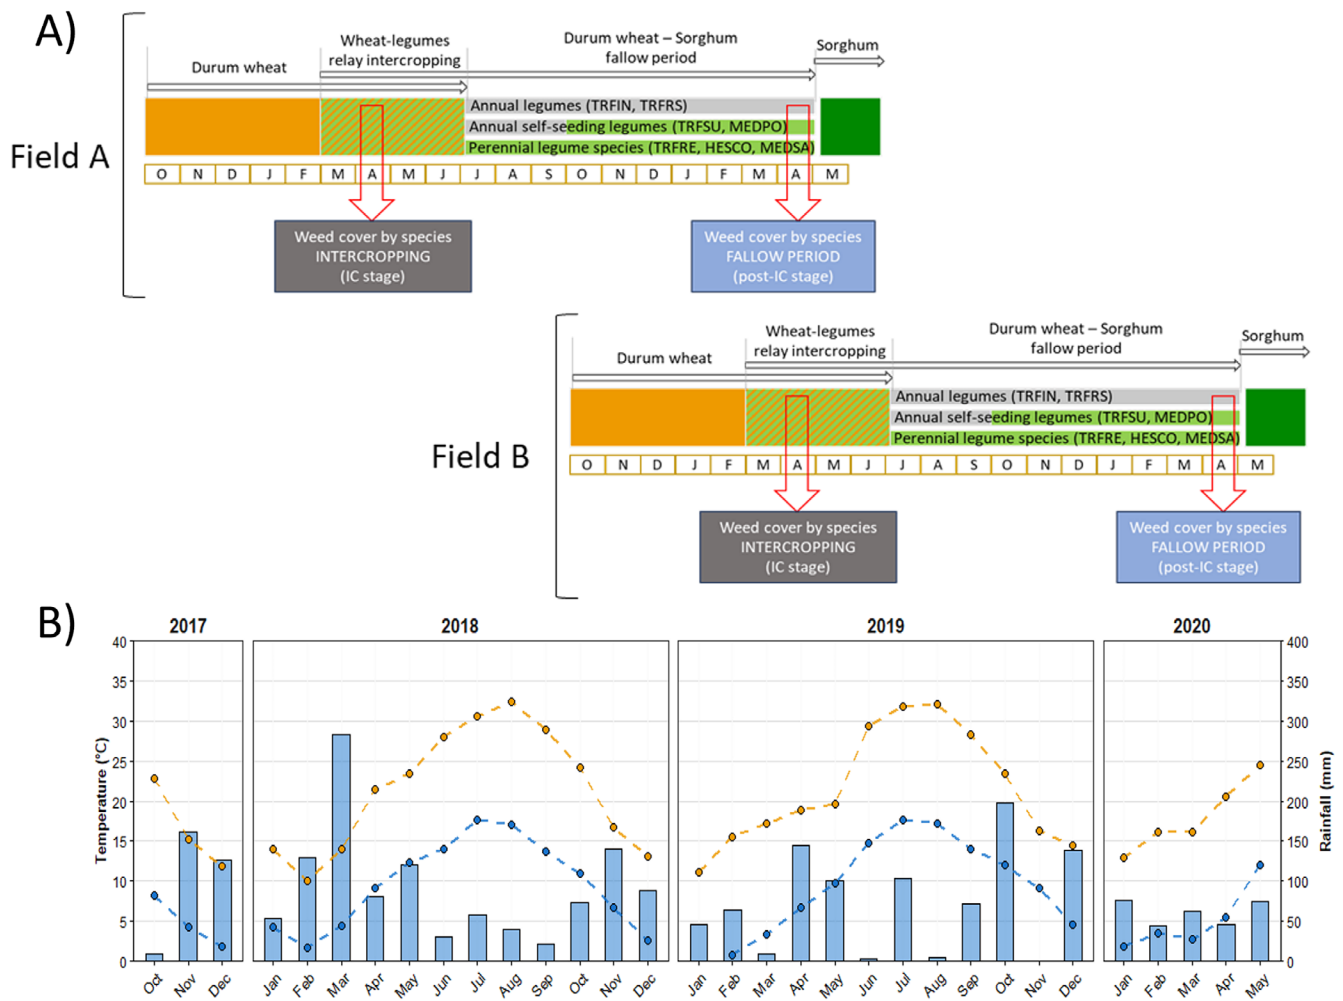 A)
Field A
Durum wheat
Wheat-legumes
relay intercropping
Durum wheat – Sorghum
fallow period
Sorghum
Annual legumes (TRFIN, TRFRS)
Annual self-seeding legumes (TRFSU, MEDPO)
Perennial legume species (TRFRE, HESCO, MEDSA)
O N D J F M A M J J A S O N D J F M A M
Weed cover by species
INTERCROPPING
(IC stage)
Weed cover by species
FALLOW PERIOD
(post-IC stage)
Field B
Durum wheat
Wheat-legumes
relay intercropping
Durum wheat – Sorghum
fallow period
Sorghum
Annual legumes (TRFIN, TRFRS)
Annual self-seeding legumes (TRFSU, MEDPO)
Perennial legume species (TRFRE, HESCO, MEDSA)
O N D J F M A M J J A S O N D J F M A M
Weed cover by species
INTERCROPPING
(IC stage)
Weed cover by species
FALLOW PERIOD
(post-IC stage)
B)
2017 2018 2019 2020
Temperature (°C)
40
35
30
25
20
15
10
5
0
Rainfall (mm)
400
350
300
250
200
150
100
50
0
Oct Nov Dec
Jan Feb Mar Apr May Jun Jul Aug Sep Oct Nov Dec
Jan Feb Mar Apr May Jun Jul Aug Sep Oct Nov Dec
Jan Feb Mar Apr May